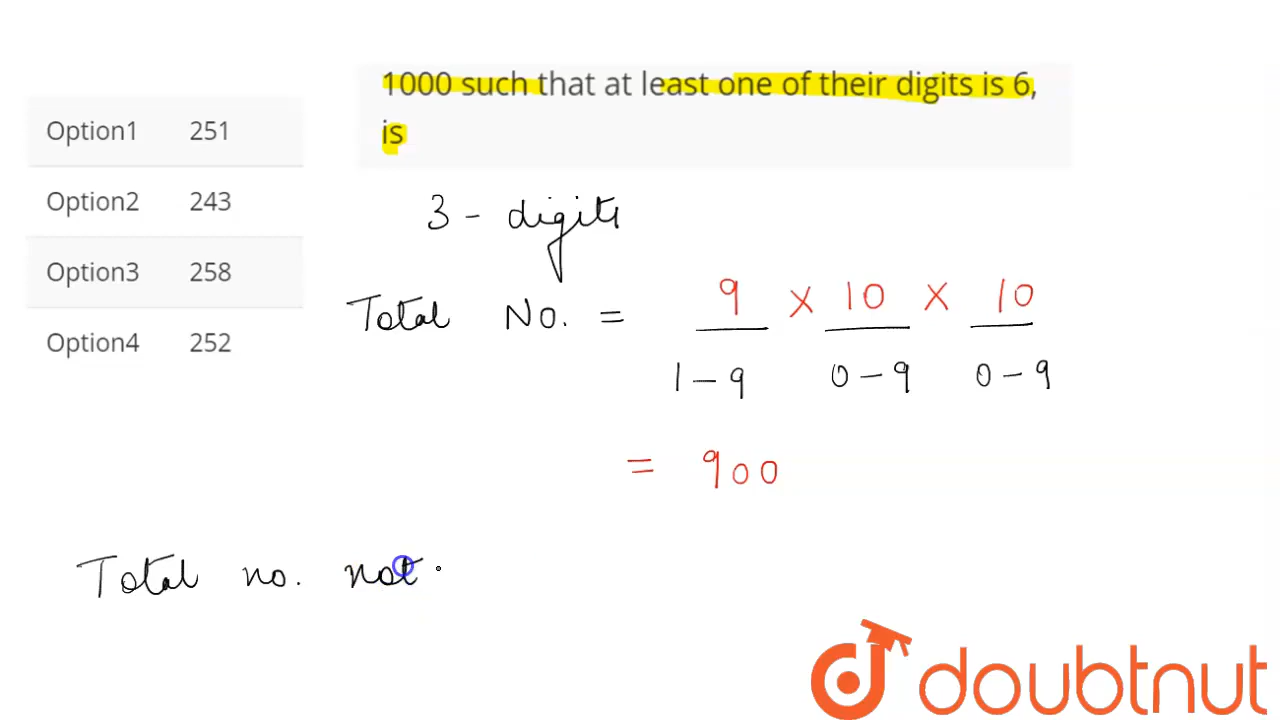 1000 such that at least one of their digits is 6,
is
Option1 251
Option2 243
Option3 258
Option4 252
3 - digits
Total No. = 9 × 10 × 10
1 - 9 0 - 9 0 - 9
= 900
Total no. not
doubtnut